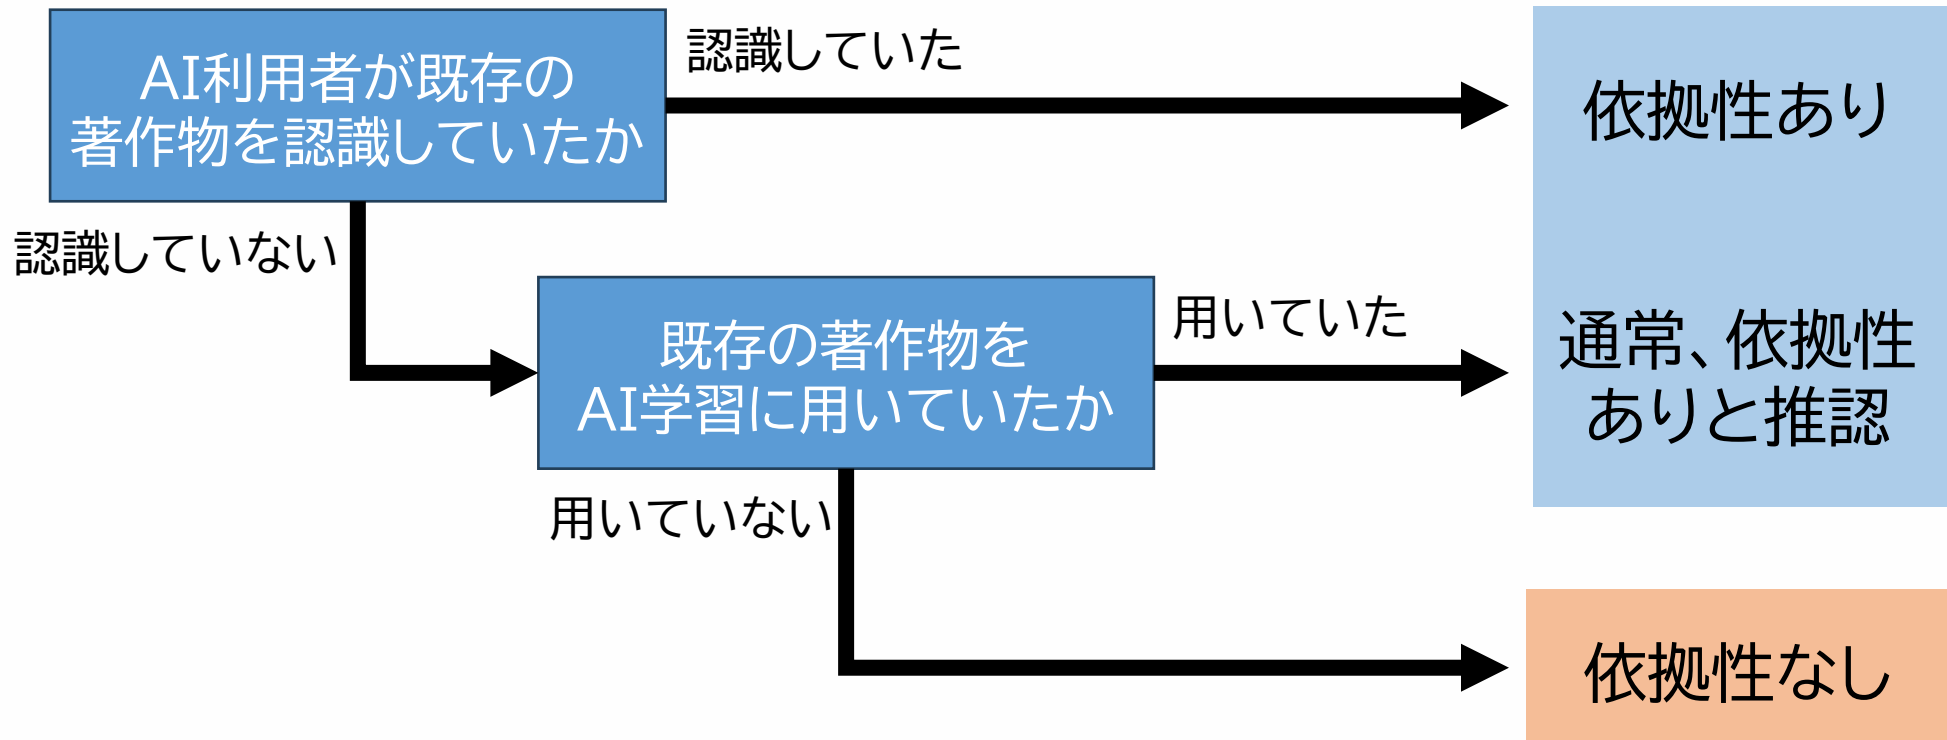 AI利用者が既存の
著作物を認識していたか
認識していた
依拠性あり
認識していない
既存の著作物を
AI学習に用いていたか
用いていた
通常、依拠性
ありと推認
用いていない
依拠性なし